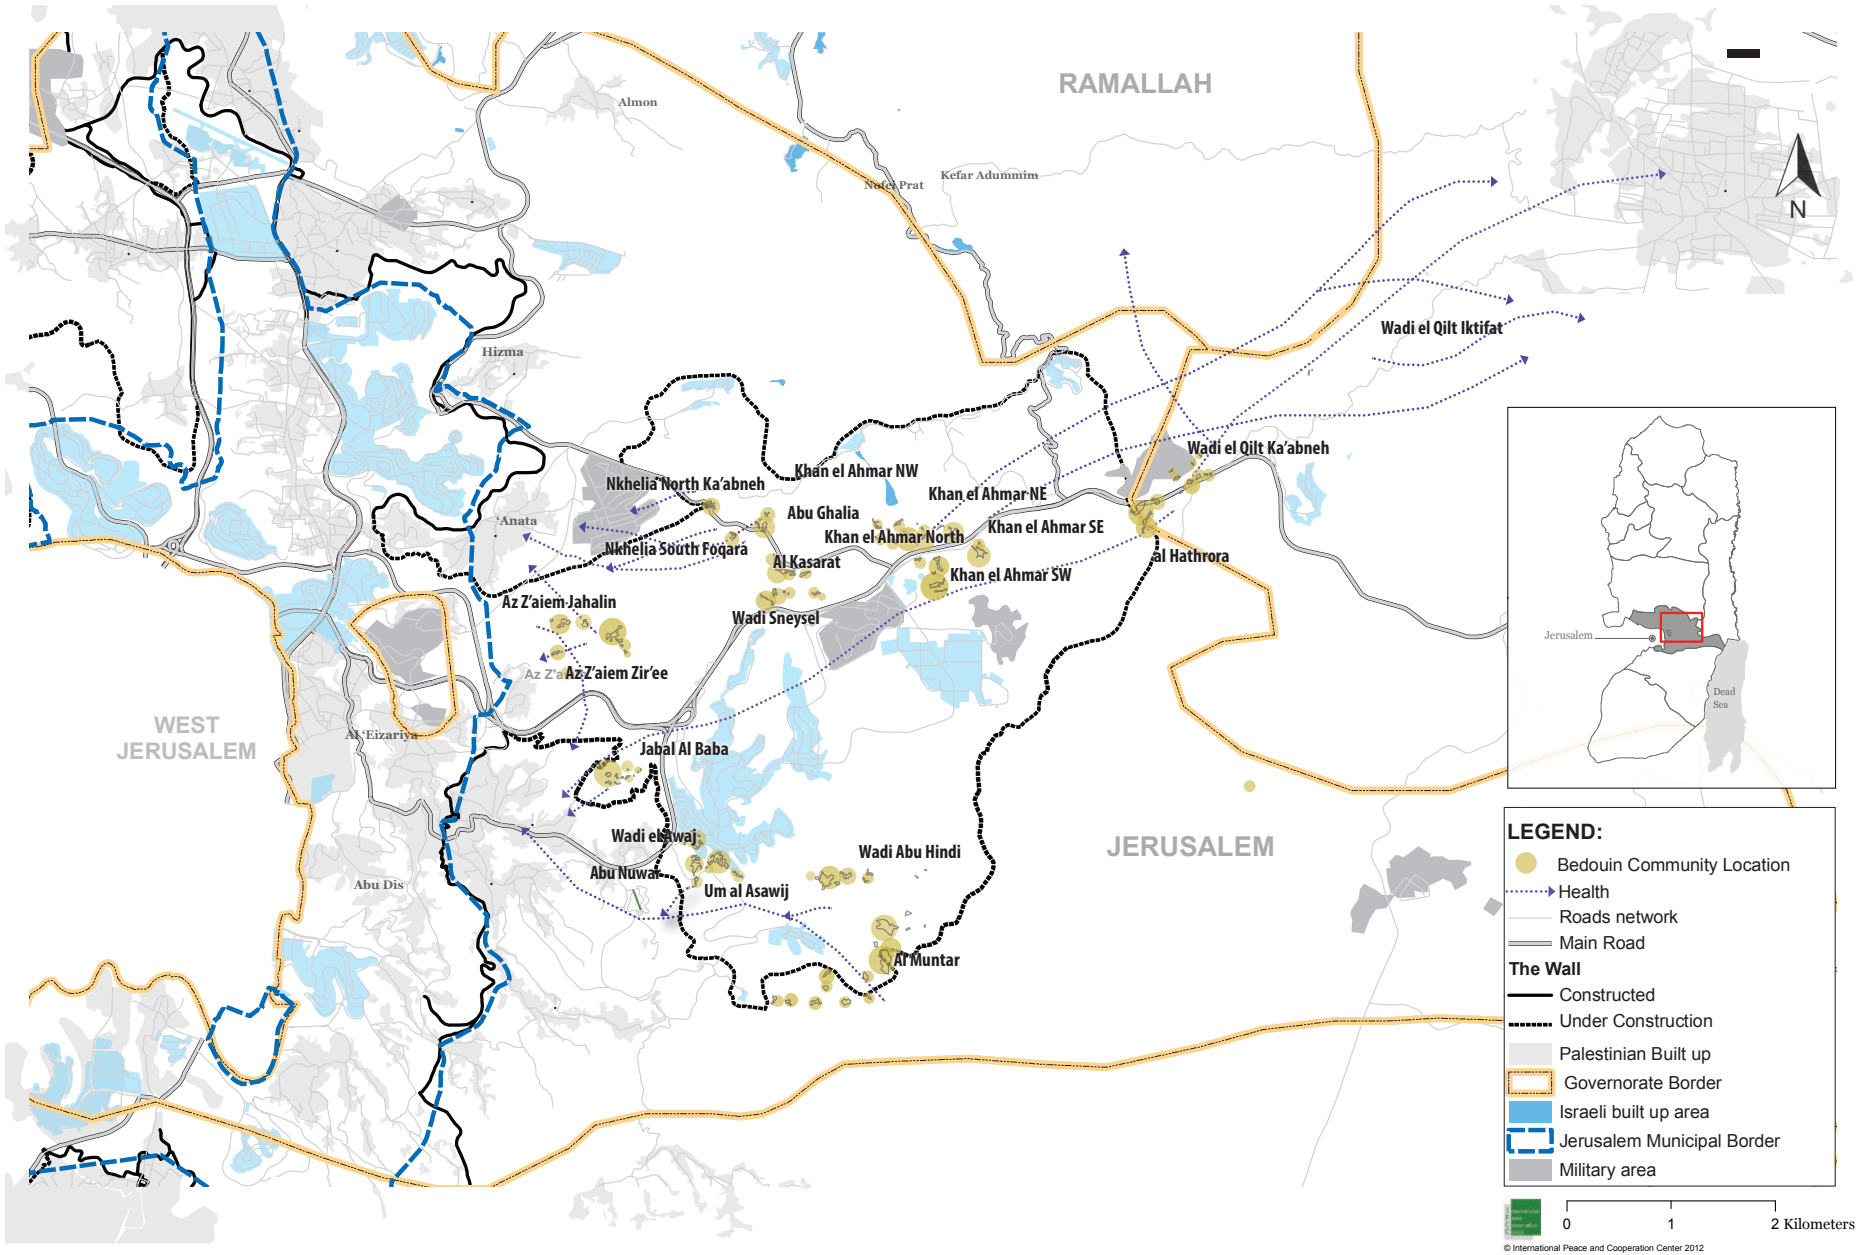 RAMALLAH
Almon
Nofei Prat
Kefar Adummim
N
Wadi el Qilt Iktifat
Hizma
Wadi el Qilt Ka'abneh
Khan el Ahmar NW
Nkhelia North Ka'abneh
Khan el Ahmar NE
'Anata
Abu Ghalia
Khan el Ahmar SE
Khan el Ahmar North
Nkhelia South Foqara
al Hathrora
Al Kasarat
Khan el Ahmar SW
Az Z'aiem Jahalin
Wadi Sneysel
Az Z'a
Az Z'aiem Zir'ee
WEST
JERUSALEM
Al 'Eizariya
Jabal Al Baba
Wadi el Awaj
Wadi Abu Hindi
JERUSALEM
Abu Nuwar
Abu Dis
Um al Asawij
Al Muntar
Jerusalem
Dead
Sea
LEGEND:
Bedouin Community Location
Health
Roads network
Main Road
The Wall
Constructed
Under Construction
Palestinian Built up
Governorate Border
Israeli built up area
Jerusalem Municipal Border
Military area
0 1 2 Kilometers
© International Peace and Cooperation Center 2012